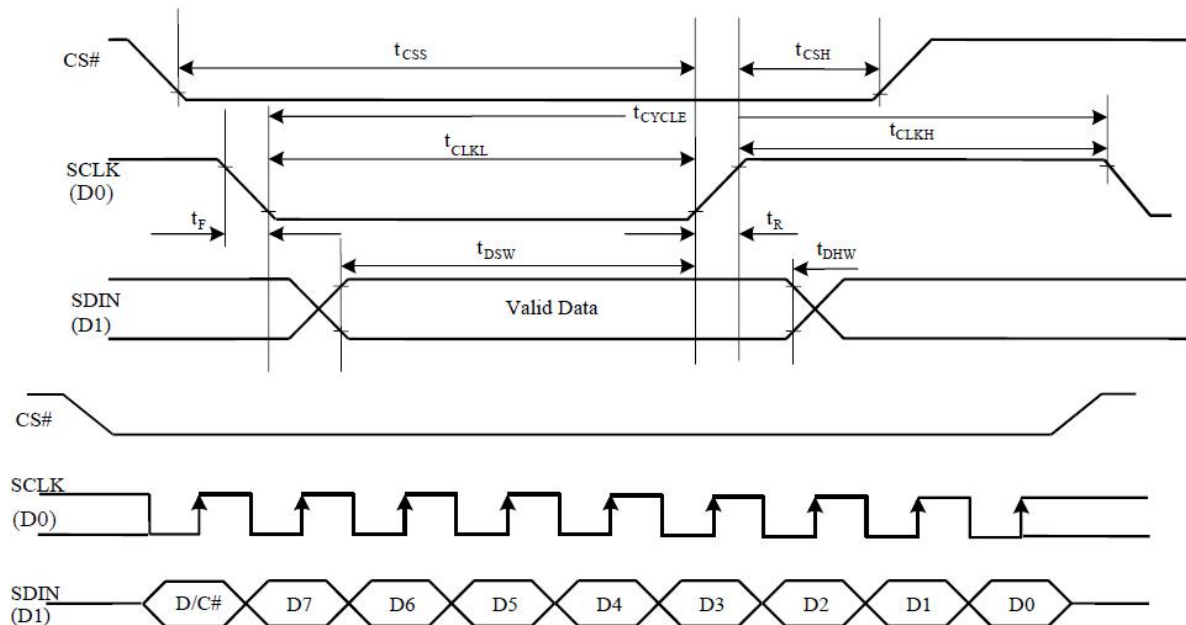 CS#
tCSS
tCSH
tCYCLE
tCLKL
tCLKH
SCLK
(D0)
tF
tR
tDSW
tDHW
SDIN
(D1)
Valid Data
CS#
SCLK
(D0)
SDIN
(D1)
D/C# D7 D6 D5 D4 D3 D2 D1 D0